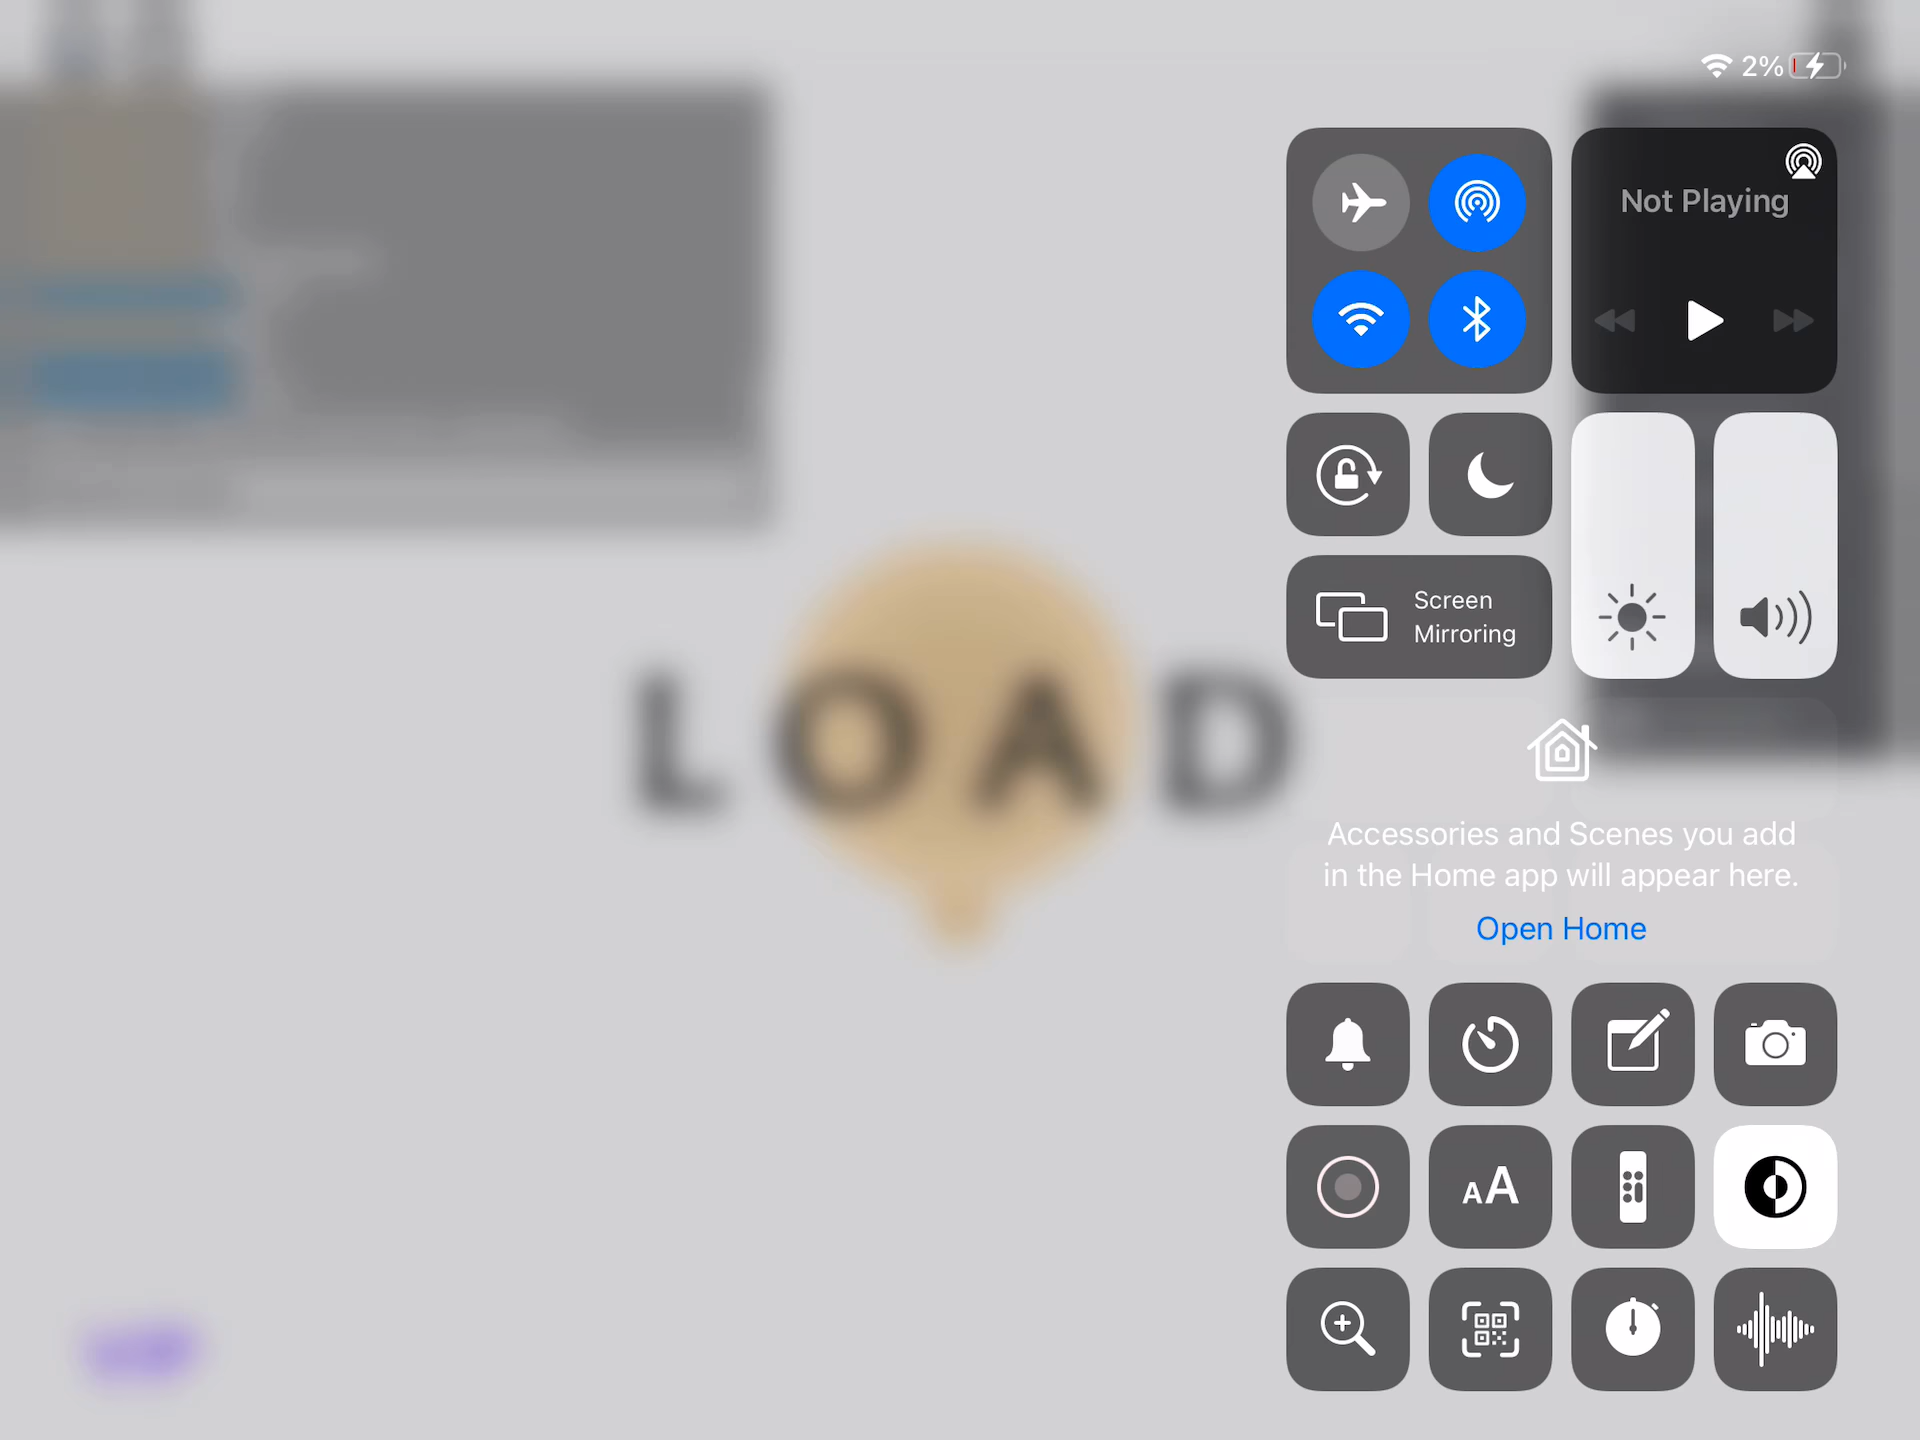 2%
Not Playing
Screen
Mirroring
LOAD
Accessories and Scenes you add
in the Home app will appear here.
Open Home
AA